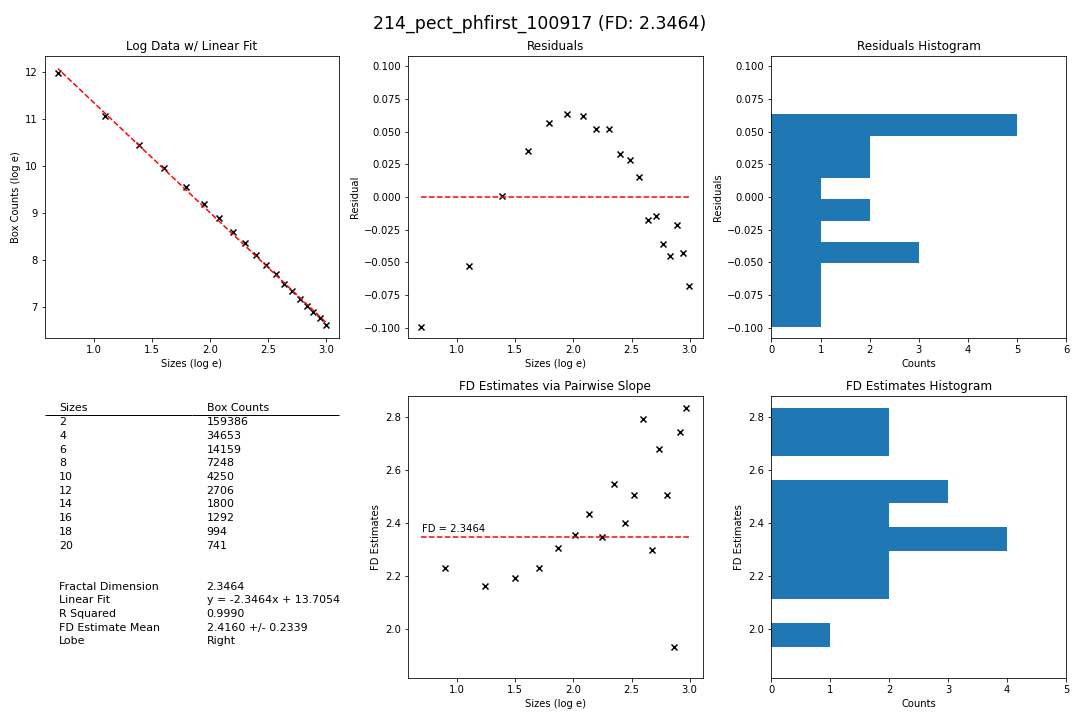 214_pect_phfirst_100917 (FD: 2.3464)
Log Data w/ Linear Fit
Box Counts (log e)
12
11
10
9
8
7
1.0 1.5 2.0 2.5 3.0
Sizes (log e)
Residuals
Residual
0.100
0.075
0.050
0.025
0.000
−0.025
−0.050
−0.075
−0.100
1.0 1.5 2.0 2.5 3.0
Sizes (log e)
Residuals Histogram
Residuals
0.100
0.075
0.050
0.025
0.000
−0.025
−0.050
−0.075
−0.100
0 1 2 3 4 5 6
Counts
Sizes Box Counts
2 159386
4 34653
6 14159
8 7248
10 4250
12 2706
14 1800
16 1292
18 994
20 741
Fractal Dimension 2.3464
Linear Fit y = -2.3464x + 13.7054
R Squared 0.9990
FD Estimate Mean 2.4160 +/- 0.2339
Lobe Right
FD Estimates via Pairwise Slope
FD Estimates
2.8
2.6
2.4
2.2
2.0
FD = 2.3464
1.0 1.5 2.0 2.5 3.0
Sizes (log e)
FD Estimates Histogram
FD Estimates
2.8
2.6
2.4
2.2
2.0
0 1 2 3 4 5
Counts